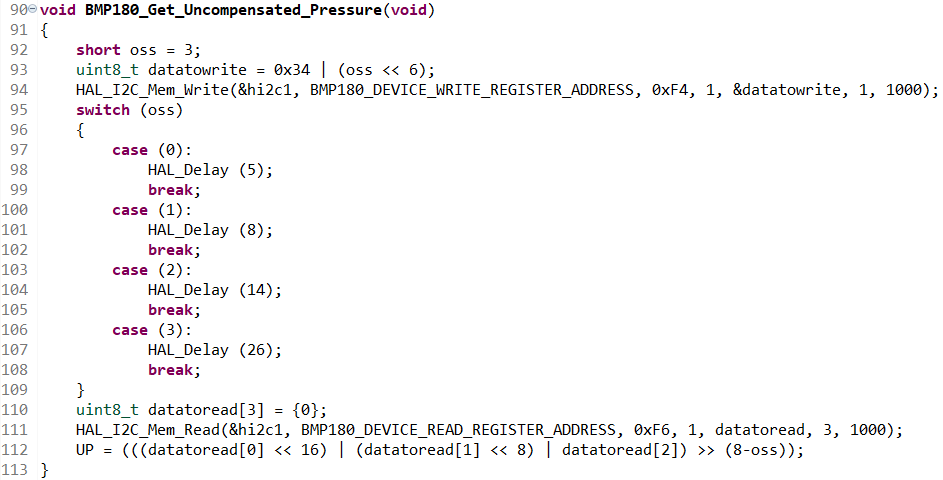 90 void BMP180_Get_Uncompensated_Pressure(void)
91 {
92     short oss = 3;
93     uint8_t datatowrite = 0x34 | (oss << 6);
94     HAL_I2C_Mem_Write(&hi2c1, BMP180_DEVICE_WRITE_REGISTER_ADDRESS, 0xF4, 1, &datatowrite, 1, 1000);
95     switch (oss)
96     {
97         case (0):
98             HAL_Delay (5);
99             break;
100         case (1):
101             HAL_Delay (8);
102             break;
103         case (2):
104             HAL_Delay (14);
105             break;
106         case (3):
107             HAL_Delay (26);
108             break;
109     }
110     uint8_t datatoread[3] = {0};
111     HAL_I2C_Mem_Read(&hi2c1, BMP180_DEVICE_READ_REGISTER_ADDRESS, 0xF6, 1, datatoread, 3, 1000);
112     UP = (((datatoread[0] << 16) | (datatoread[1] << 8) | datatoread[2]) >> (8-oss));
113 }